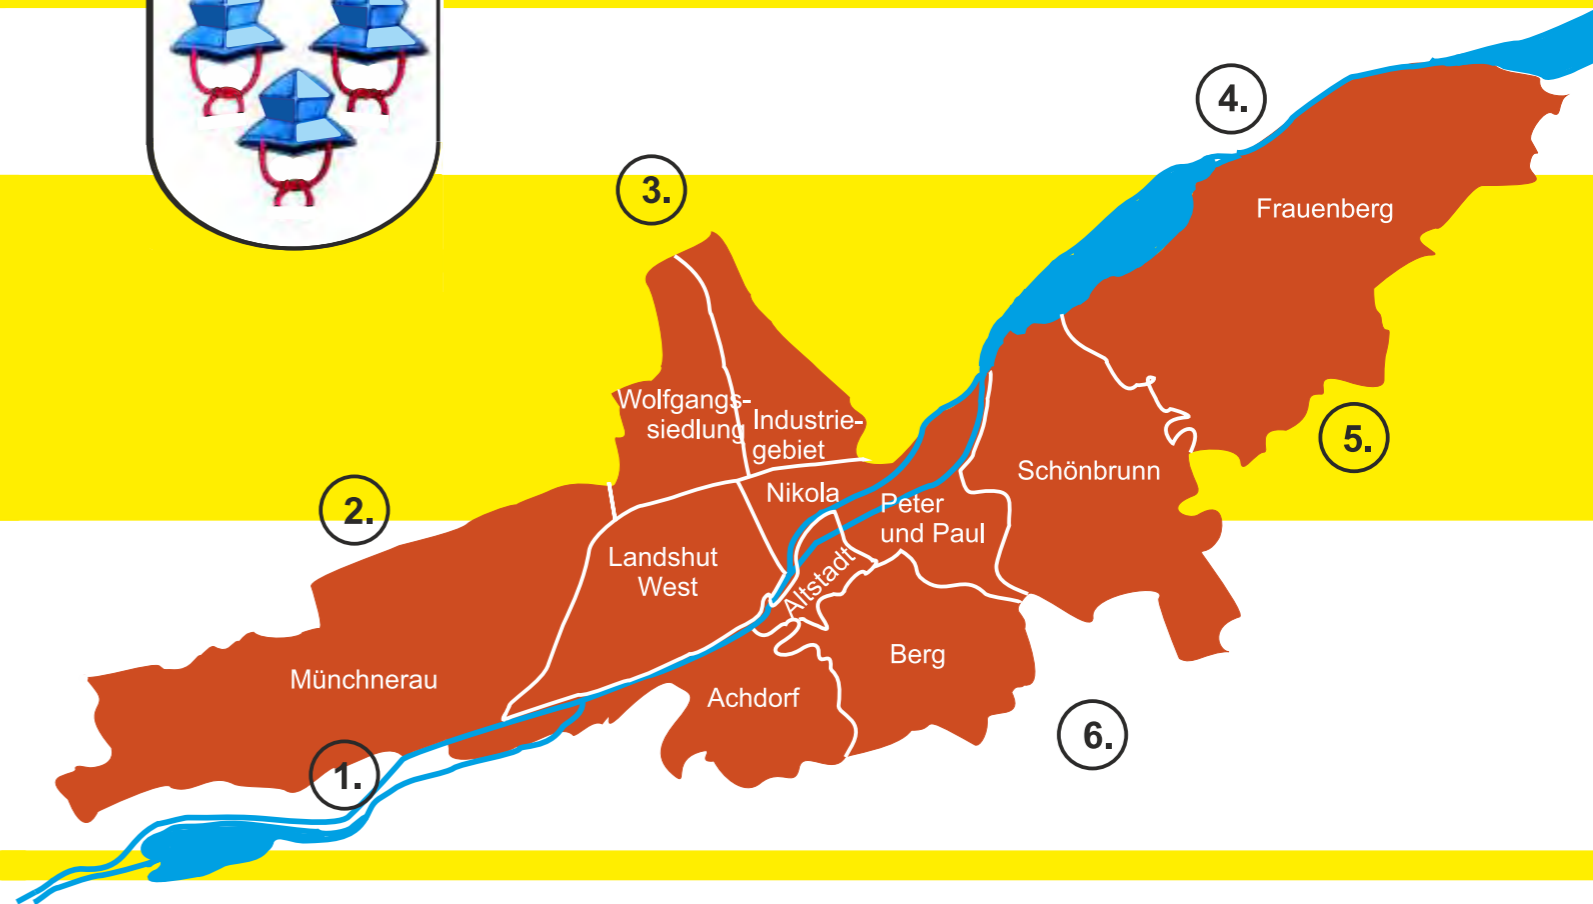 4.
3.
Frauenberg
Wolfgangs-
siedlung
Industrie-
gebiet
5.
Schönbrunn
Nikola
2.
Peter
und Paul
Landshut
West
Altstadt
Berg
Münchnerau
Achdorf
6.
1.